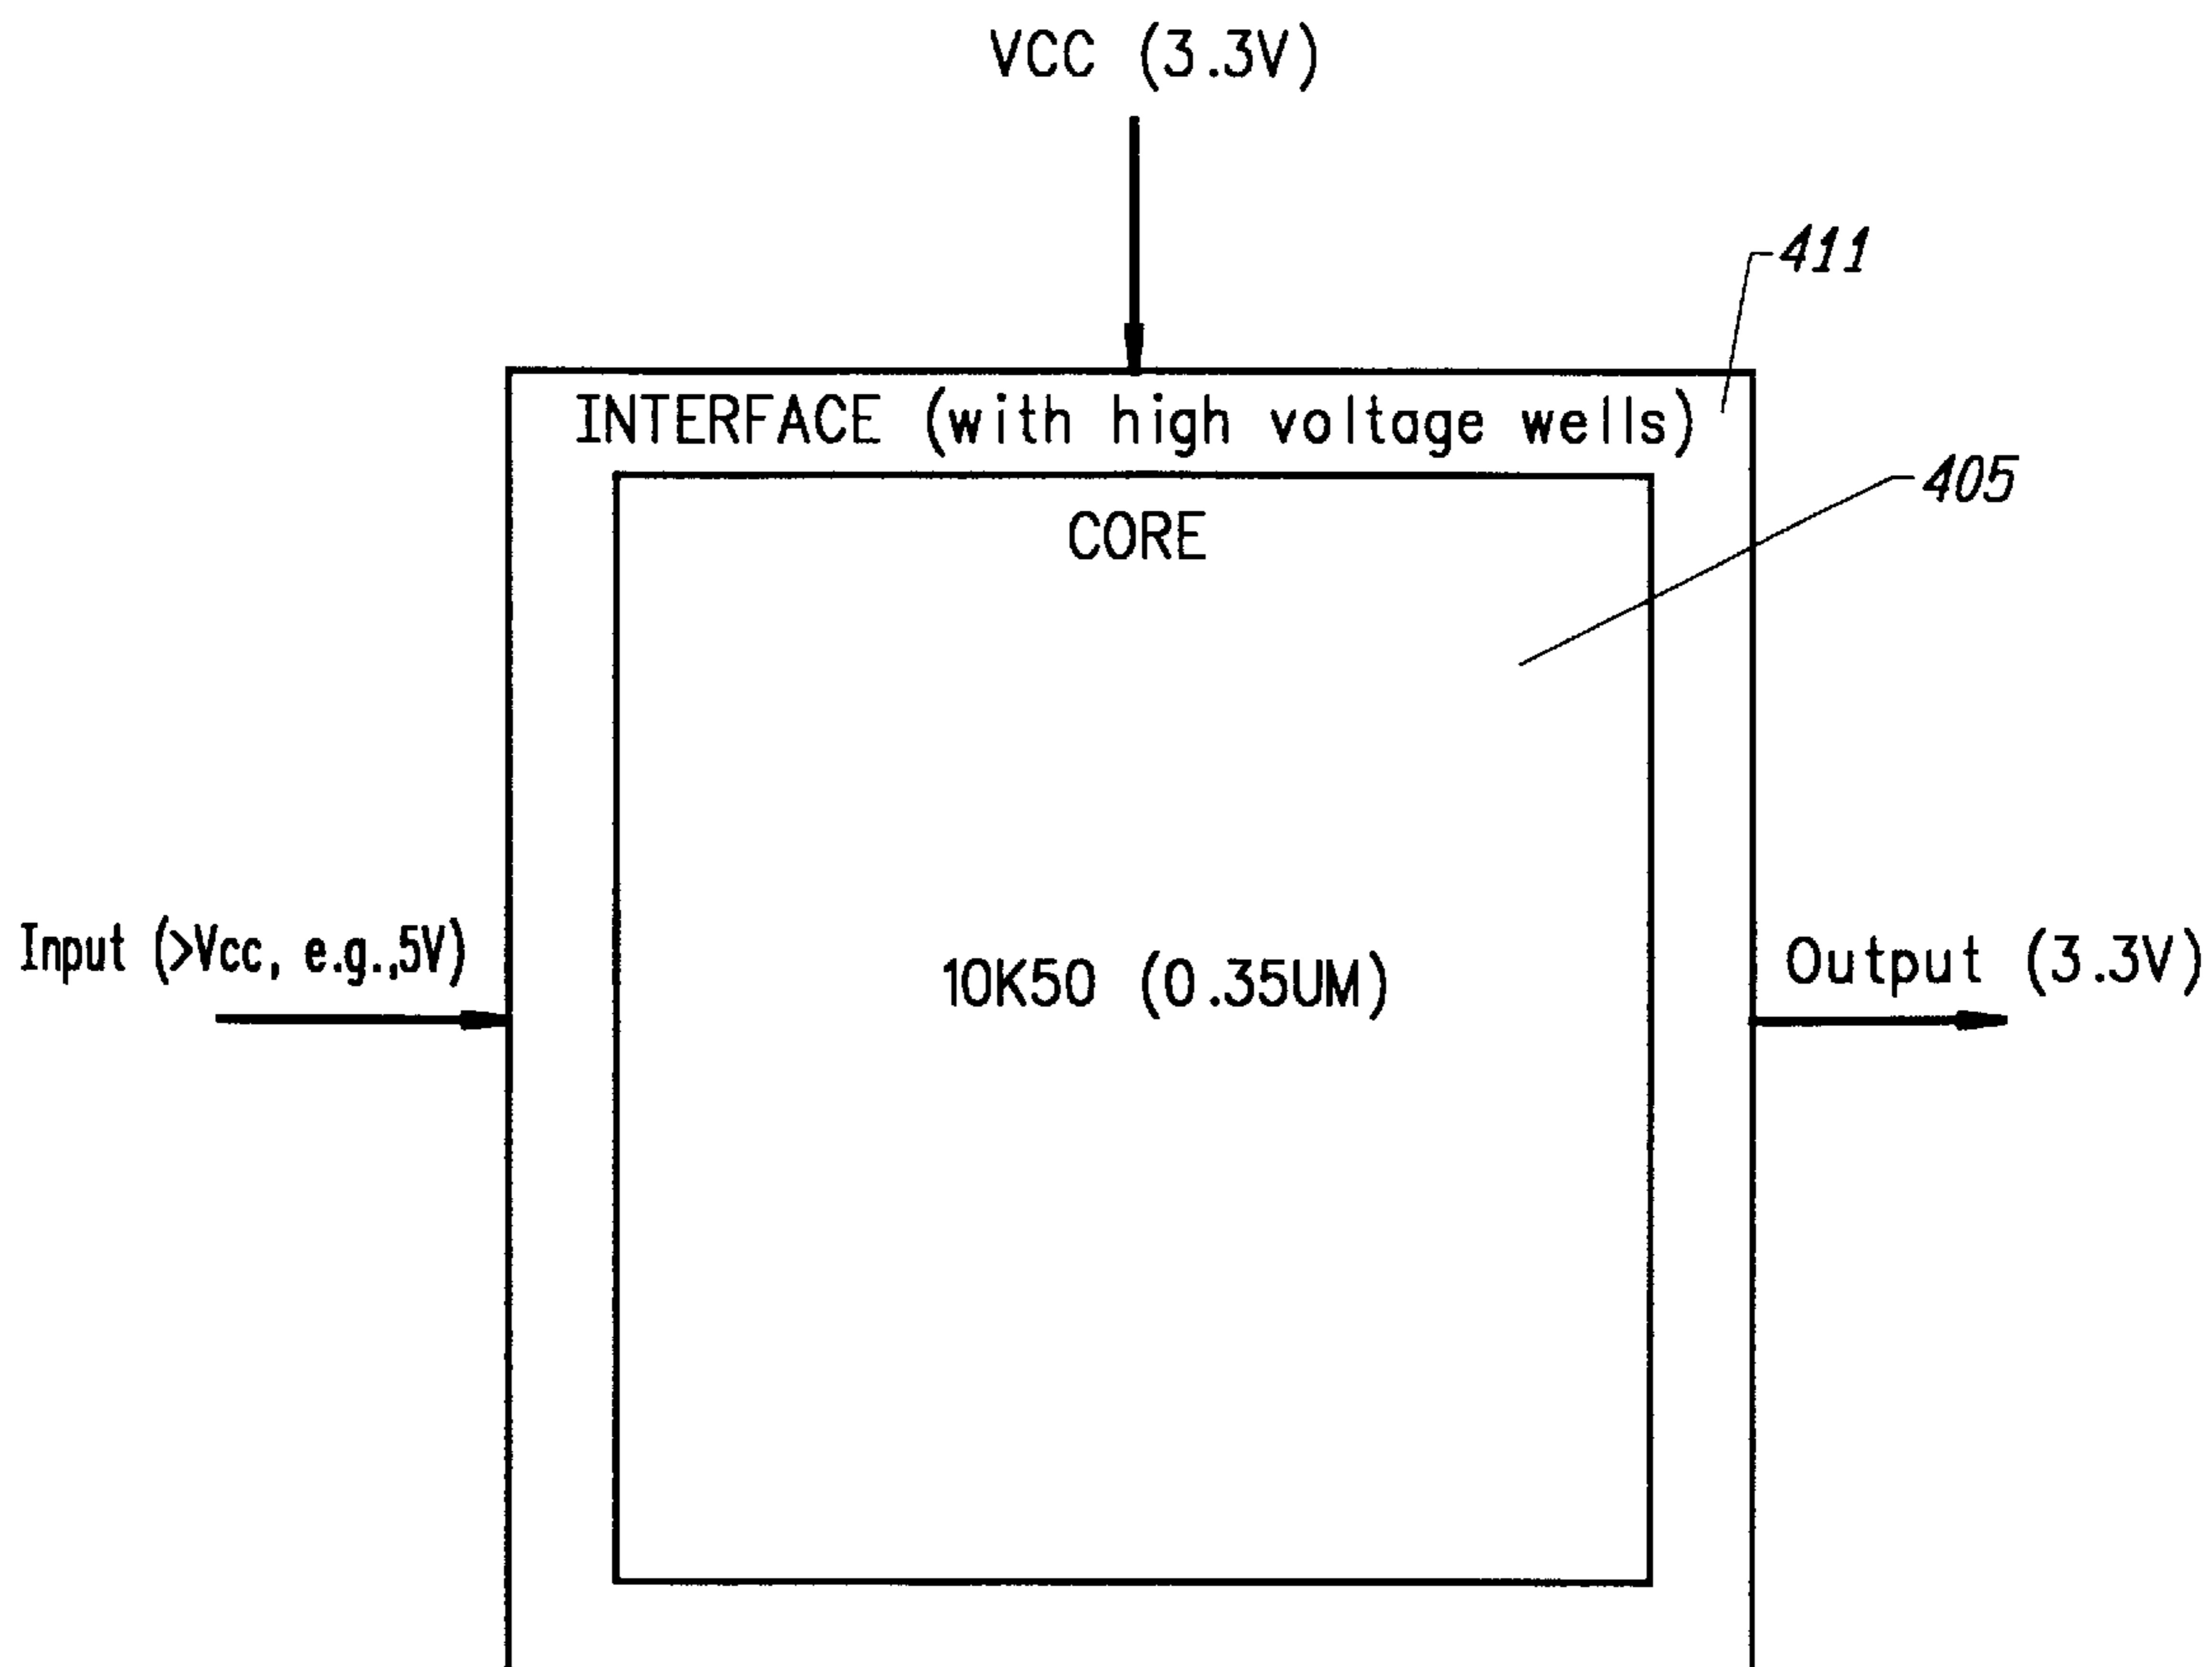 VCC (3.3V)
411
INTERFACE (with high voltage wells)
405
CORE
Input (>Vcc, e.g.,5V)
10K50 (0.35UM)
Output (3.3V)